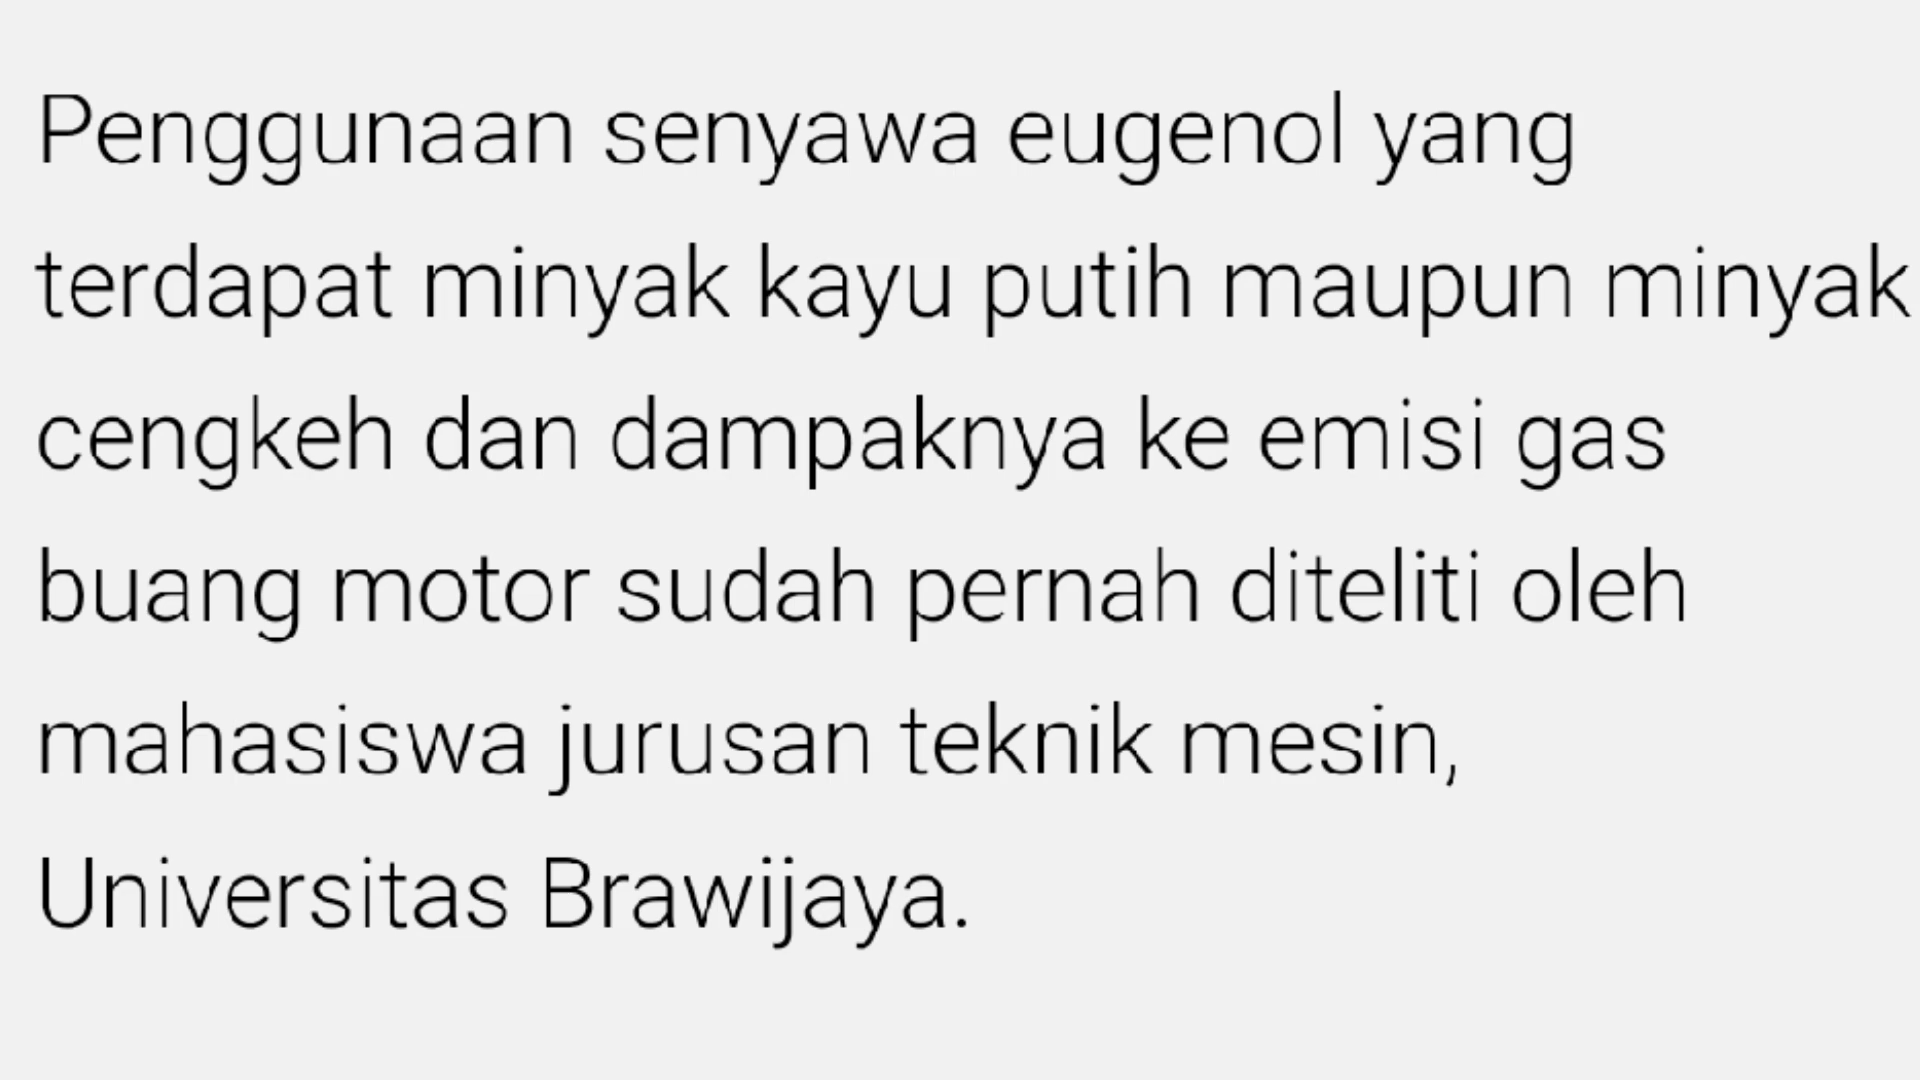 Penggunaan senyawa eugenol yang
terdapat minyak kayu putih maupun minyak
cengkeh dan dampaknya ke emisi gas
buang motor sudah pernah diteliti oleh
mahasiswa jurusan teknik mesin,
Universitas Brawijaya.